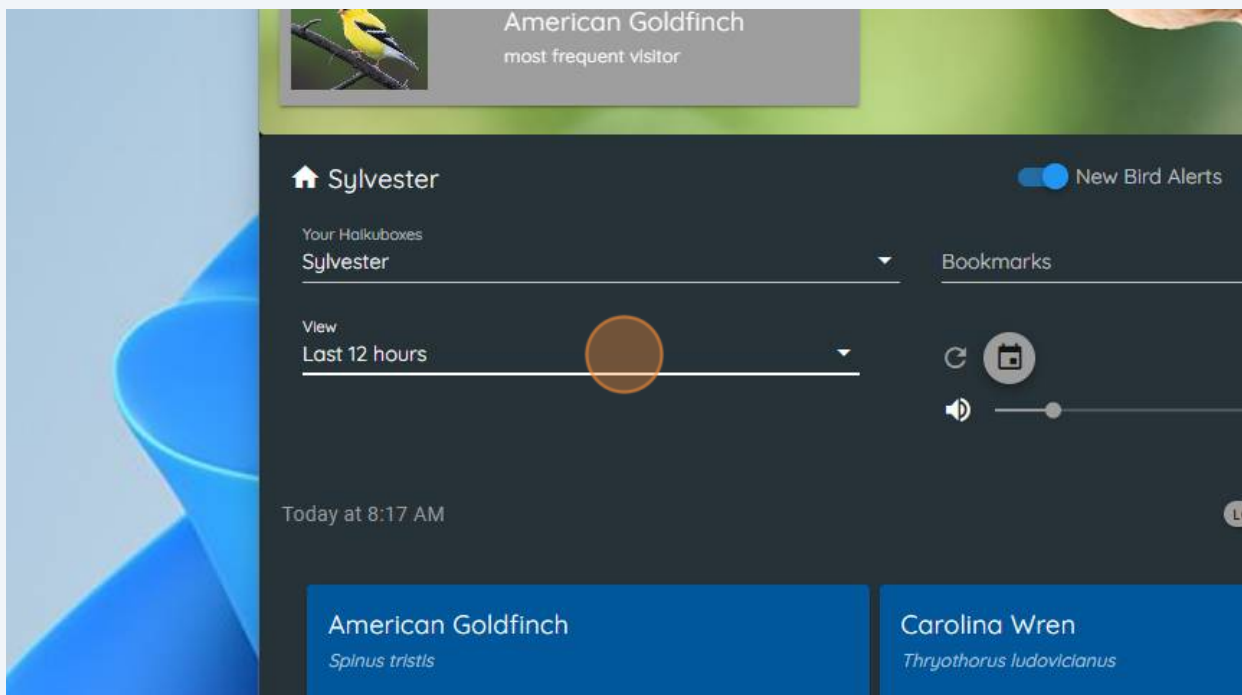 American Goldfinch
most frequent visitor
Sylvester
New Bird Alerts
Your Haikuboxes
Sylvester
Bookmarks
View
Last 12 hours
Today at 8:17 AM
American Goldfinch
Spinus tristis
Carolina Wren
Thryothorus ludovicianus